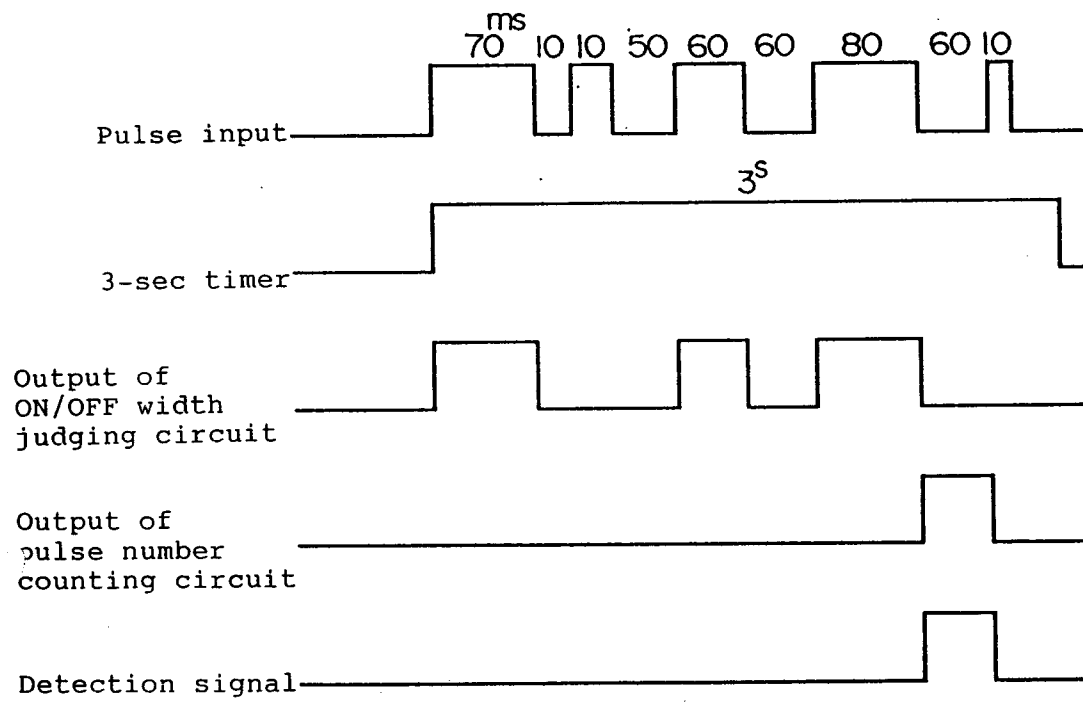 ms
70 10 10 50 60 60 80 60 10
Pulse input
3s
3-sec timer
Output of
ON/OFF width
judging circuit
Output of
pulse number
counting circuit
Detection signal